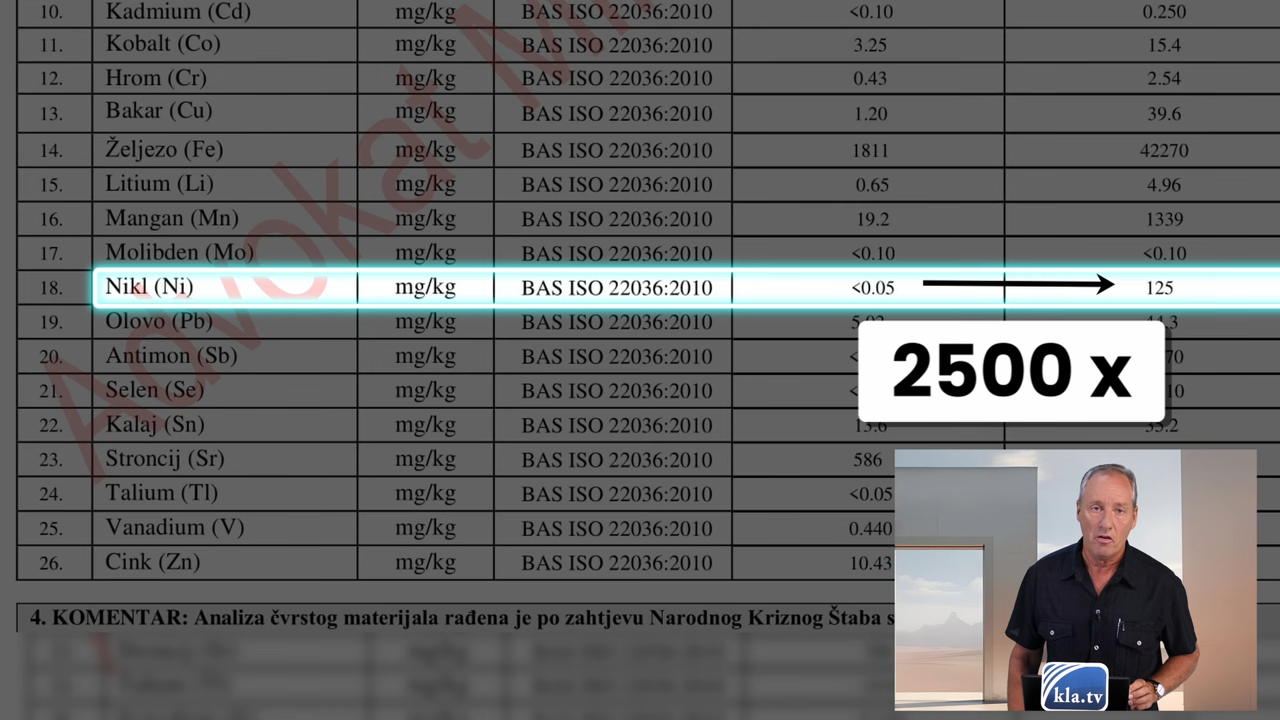 10. Kadmium (Cd) mg/kg BAS ISO 22036:2010 <0.10 0.250
11. Kobalt (Co) mg/kg BAS ISO 22036:2010 3.25 15.4
12. Hrom (Cr) mg/kg BAS ISO 22036:2010 0.43 2.54
13. Bakar (Cu) mg/kg BAS ISO 22036:2010 1.20 39.6
14. Željezo (Fe) mg/kg BAS ISO 22036:2010 1811 42270
15. Litium (Li) mg/kg BAS ISO 22036:2010 0.65 4.96
16. Mangan (Mn) mg/kg BAS ISO 22036:2010 19.2 1339
17. Molibden (Mo) mg/kg BAS ISO 22036:2010 <0.10 <0.10
18. Nikl (Ni) mg/kg BAS ISO 22036:2010 <0.05 125
19. Olovo (Pb) mg/kg BAS ISO 22036:2010
20. Antimon (Sb) mg/kg BAS ISO 22036:2010
21. Selen (Se) mg/kg BAS ISO 22036:2010
22. Kalaj (Sn) mg/kg BAS ISO 22036:2010
23. Stroncij (Sr) mg/kg BAS ISO 22036:2010 586
24. Talium (Tl) mg/kg BAS ISO 22036:2010 <0.05
25. Vanadium (V) mg/kg BAS ISO 22036:2010 0.440
26. Cink (Zn) mg/kg BAS ISO 22036:2010 10.43
4. KOMENTAR: Analiza čvrstog materijala rađena je po zahtjevu Narodnog Kriznog Štaba
Advokat
2500 x
kla.tv